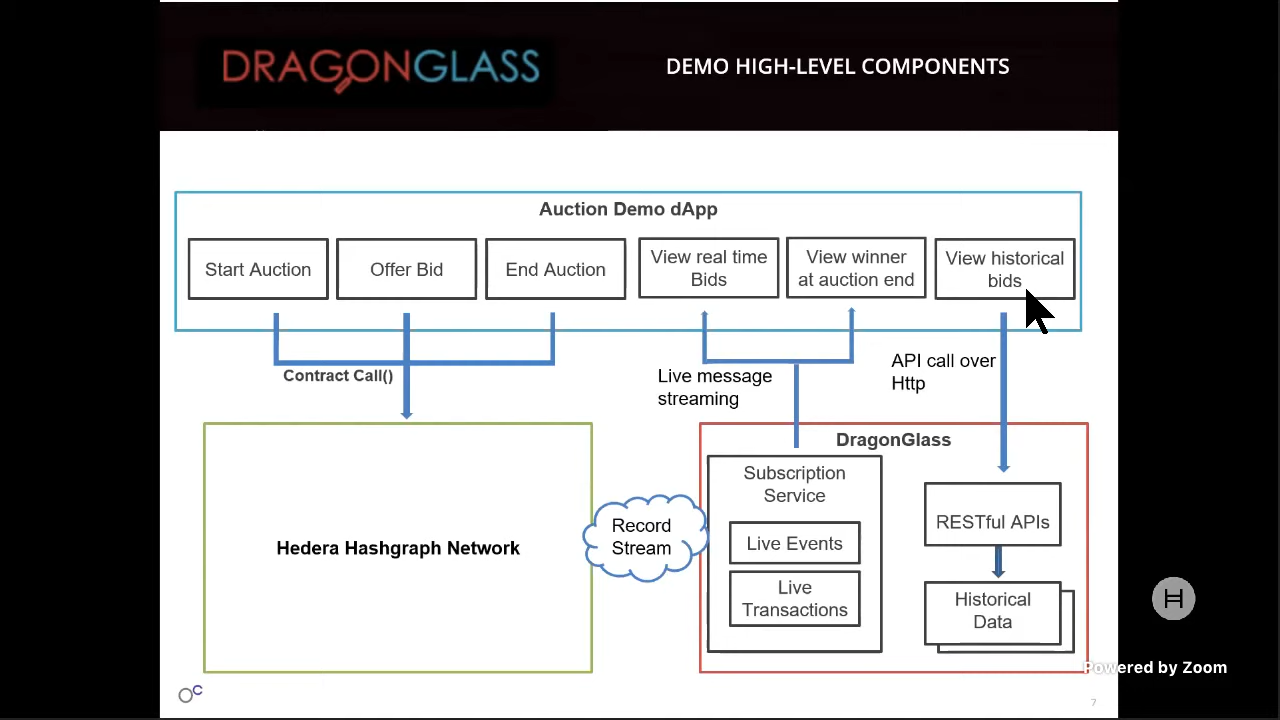 DRAGONGLASS
DEMO HIGH-LEVEL COMPONENTS
Auction Demo dApp
Start Auction
Offer Bid
End Auction
View real time
Bids
View winner
at auction end
View historical
bids
Contract Call()
Live message
streaming
API call over
Http
Hedera Hashgraph Network
Record
Stream
DragonGlass
Subscription
Service
Live Events
Live
Transactions
RESTful APIs
Historical
Data
H
Powered by Zoom
OC
7